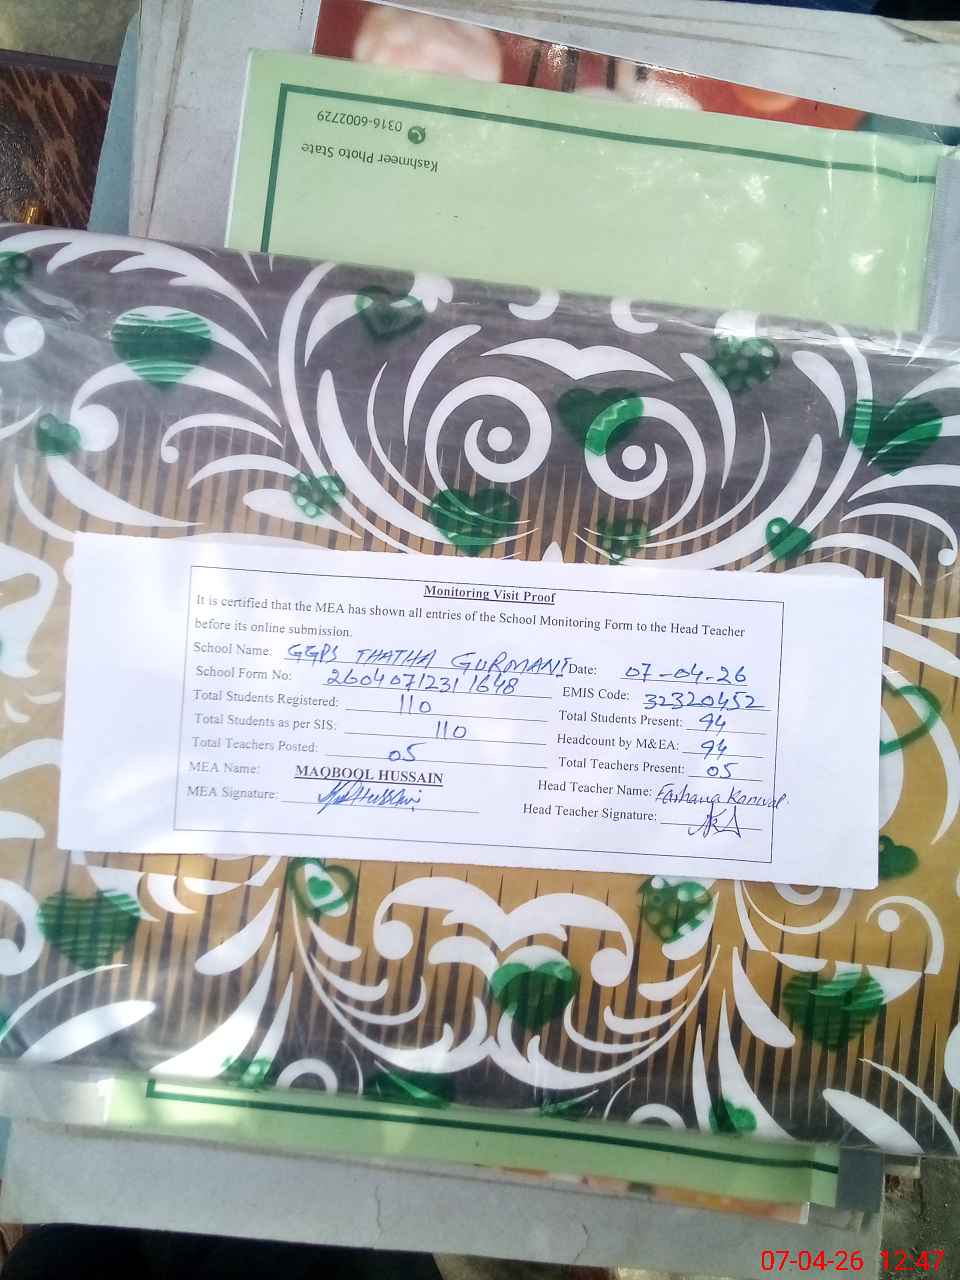 0316-6002729
Kashmeer Photo State
Monitoring Visit Proof
It is certified that the MEA has shown all entries of the School Monitoring Form to the Head Teacher
before its online submission.
School Name: GGPS THATHA GURMANI Date: 07-04-26
School Form No: 26040712311648 EMIS Code: 32320452
Total Students Registered: 110 Total Students Present: 94
Total Students as per SIS: 110 Headcount by M&EA: 94
Total Teachers Posted: 05 Total Teachers Present: 05
MEA Name: MAQBOOL HUSSAIN Head Teacher Name: Farhana Kanwal.
MEA Signature: Head Teacher Signature:
07-04-26 12:47